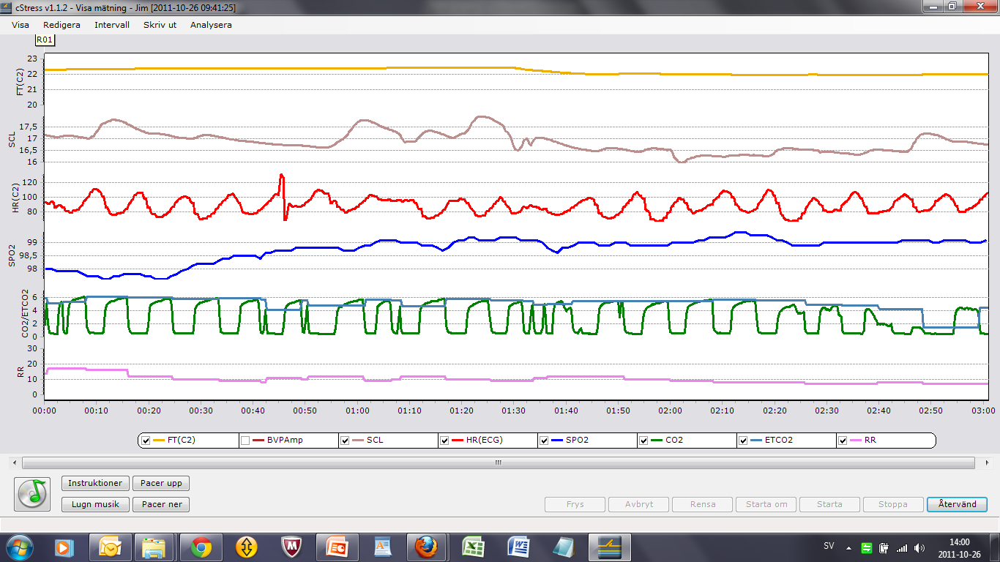 cStress v1.1.2 - Visa mätning - Jim [2011-10-26 09:41:25]
Visa Redigera Intervall Skriv ut Analysera
R01
FT(C2)
23
22
21
20
SCL
17,5
17
16,5
16
HR(C2)
120
100
80
SPO2
99
98,5
98
CO2/ETCO2
6
4
2
0
RR
30
20
10
0
00:00 00:10 00:20 00:30 00:40 00:50 01:00 01:10 01:20 01:30 01:40 01:50 02:00 02:10 02:20 02:30 02:40 02:50 03:00
FT(C2) BVPAmp SCL HR(ECG) SPO2 CO2 ETCO2 RR
Instruktioner Pacer upp
Lugn musik Pacer ner Frys Avbryt Rensa Starta om Starta Stoppa Återvänd
SV 14:00
2011-10-26